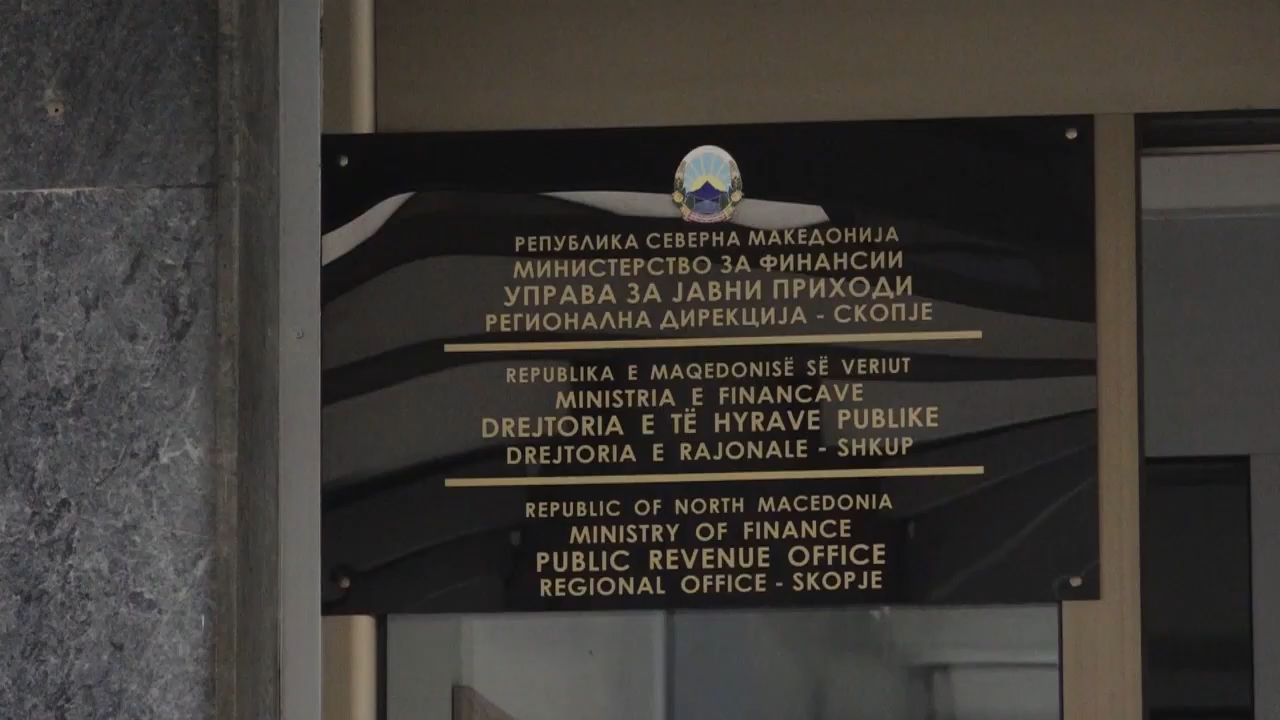 РЕПУБЛИКА СЕВЕРНА МАКЕДОНИЈА
МИНИСТЕРСТВО ЗА ФИНАНСИИ
УПРАВА ЗА ЈАВНИ ПРИХОДИ
РЕГИОНАЛНА ДИРЕКЦИЈА - СКОПЈЕ
REPUBLIKA E MAQEDONISË SË VERIUT
MINISTRIA E FINANCAVE
DREJTORIA E TË HYRAVE PUBLIKE
DREJTORIA E RAJONALE - SHKUP
REPUBLIC OF NORTH MACEDONIA
MINISTRY OF FINANCE
PUBLIC REVENUE OFFICE
REGIONAL OFFICE - SKOPJE